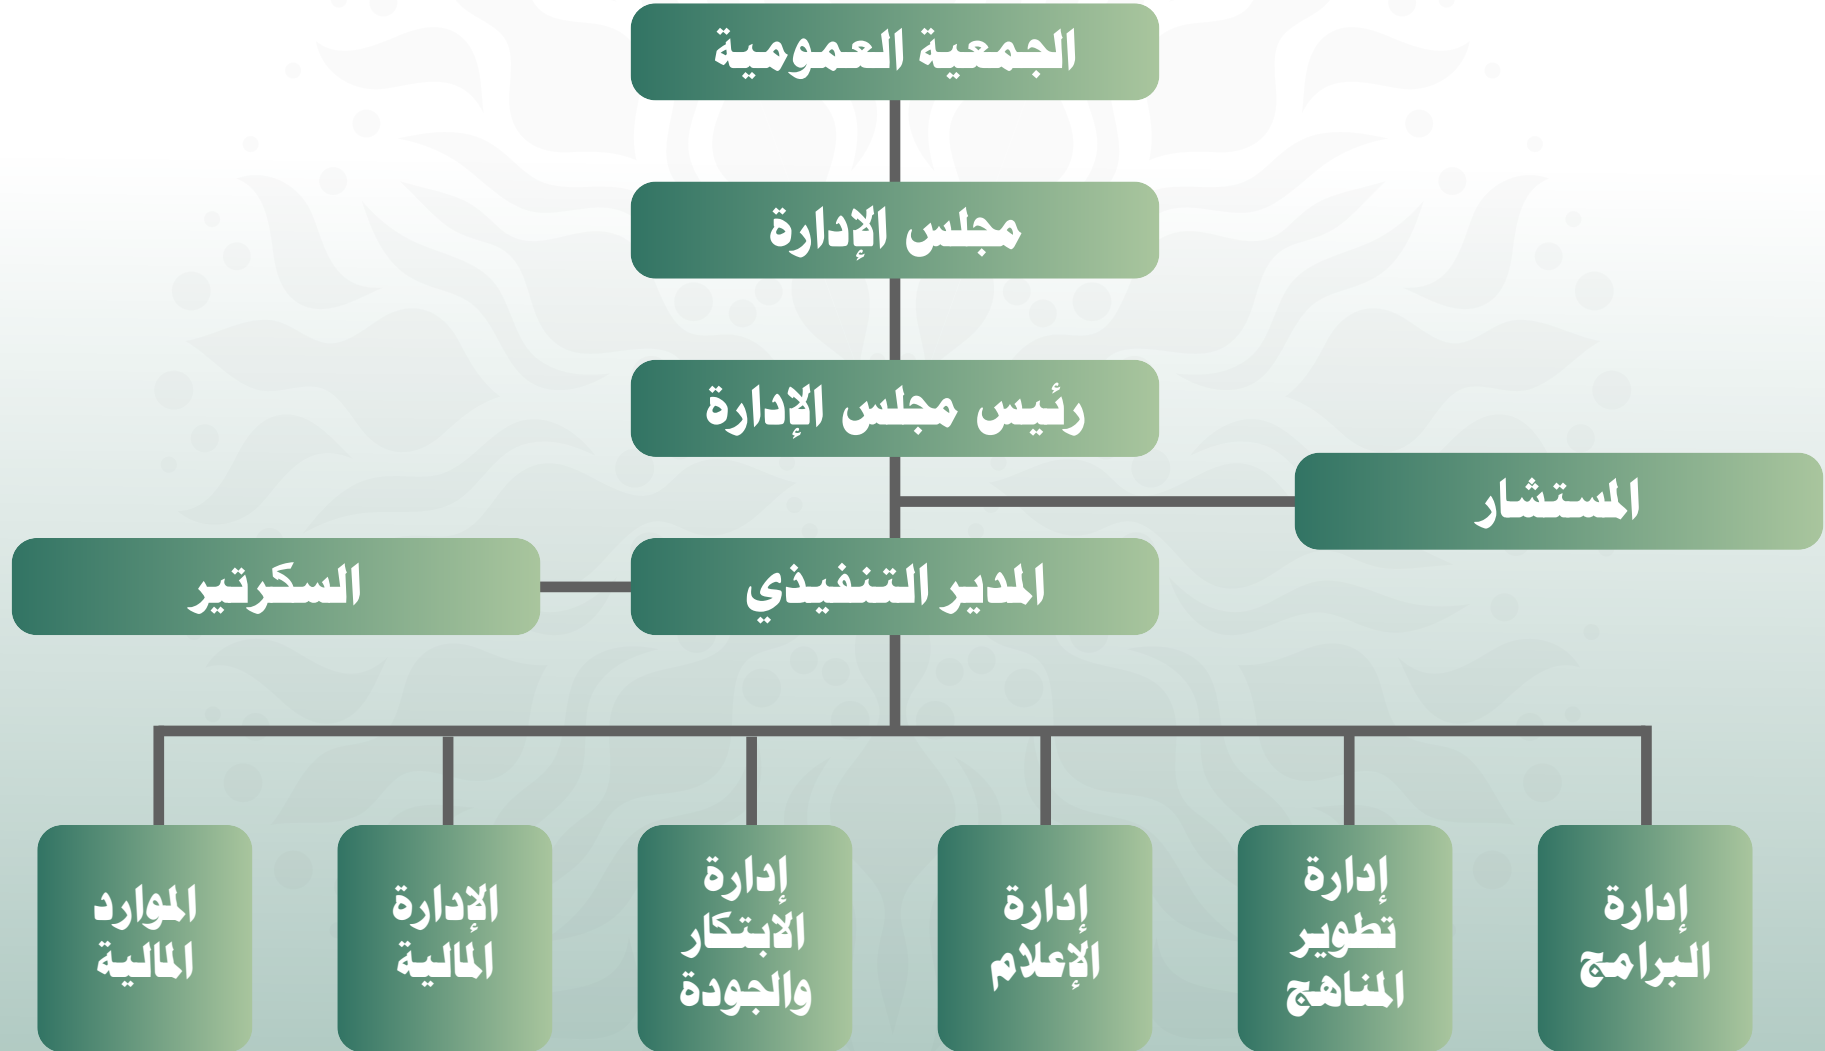 الجمعية العمومية
مجلس الإدارة
رئيس مجلس الإدارة
المستشار
المدير التنفيذي
السكرتير
إدارة
البرامج
إدارة
تطوير
المناهج
إدارة
الإعلام
إدارة
الابتكار
والجودة
الإدارة
المالية
الموارد
المالية